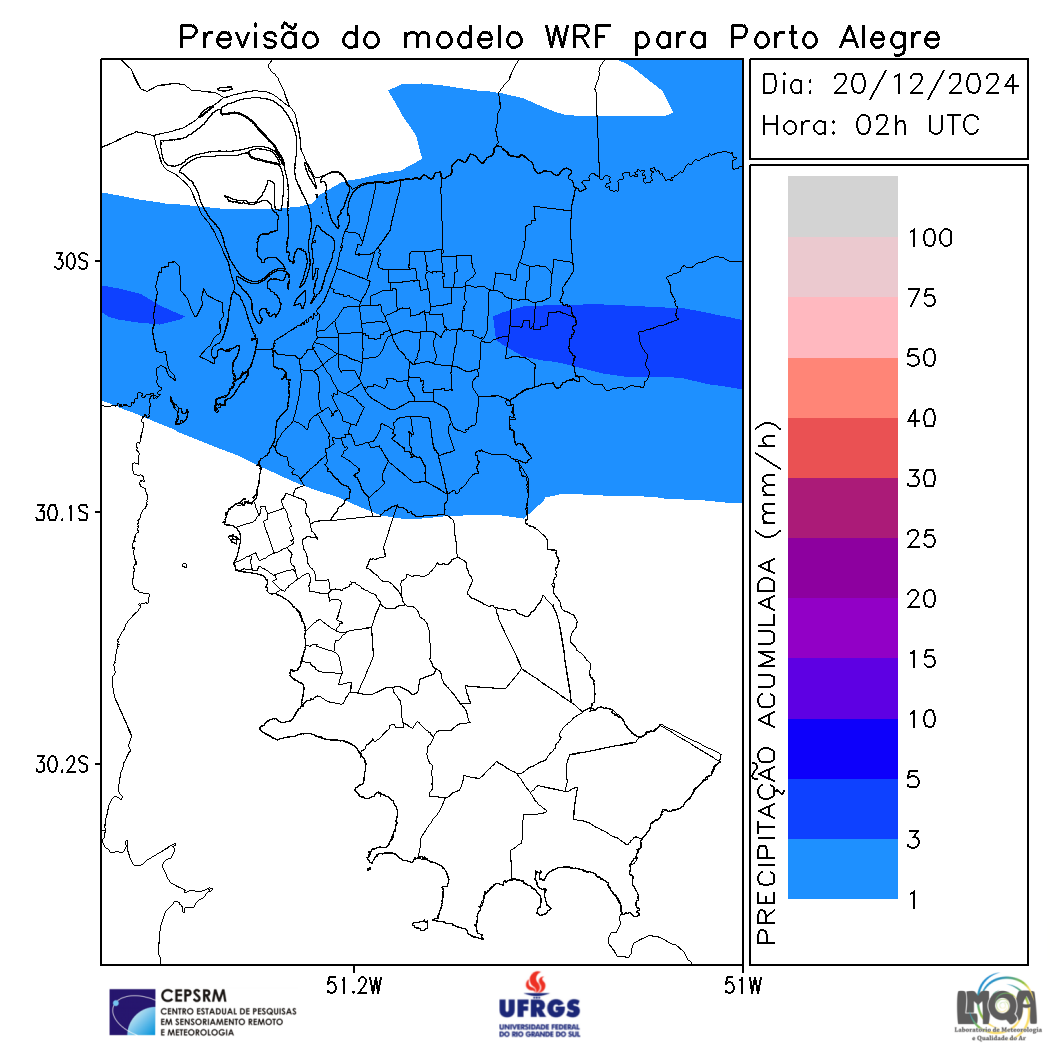 Previsão do modelo WRF para Porto Alegre
Dia: 20/12/2024
Hora: 02h UTC
30S
30.1S
30.2S
51.2W
51W
PRECIPITAÇÃO ACUMULADA (mm/h)
100
75
50
40
30
25
20
15
10
5
3
1
CEPSRM
CENTRO ESTADUAL DE PESQUISAS
EM SENSORIAMENTO REMOTO
E METEOROLOGIA
UFRGS
UNIVERSIDADE FEDERAL
DO RIO GRANDE DO SUL
LMQA
Laboratório de Meteorologia
e Qualidade do Ar